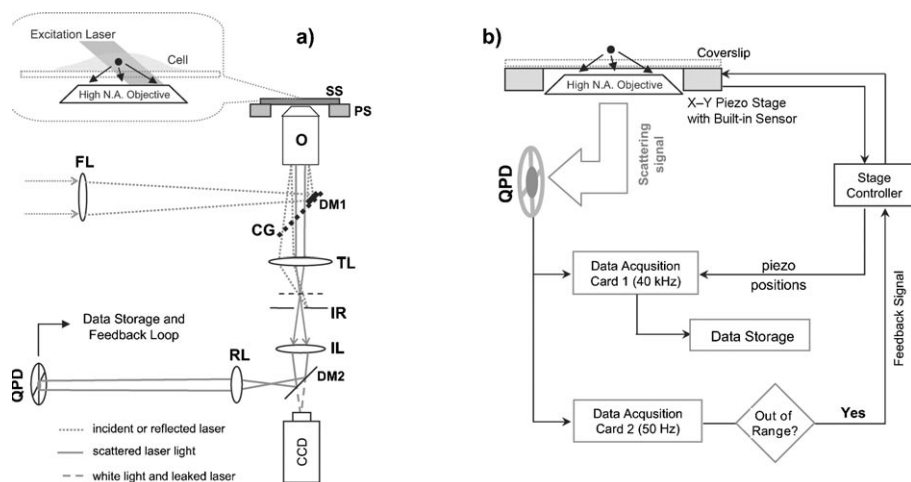 a)
Excitation Laser
Cell
High N.A. Objective
SS
PS
O
FL
DM1
CG
TL
IR
Data Storage and
Feedback Loop
IL
RL
DM2
QPD
CCD
incident or reflected laser
scattered laser light
white light and leaked laser
b)
Coverslip
High N.A. Objective
X–Y Piezo Stage
with Built-in Sensor
Scattering
signal
QPD
Stage
Controller
Data Acqusition
Card 1 (40 kHz)
piezo
positions
Feedback Signal
Data Storage
Data Acqusition
Card 2 (50 Hz)
Out of
Range?
Yes